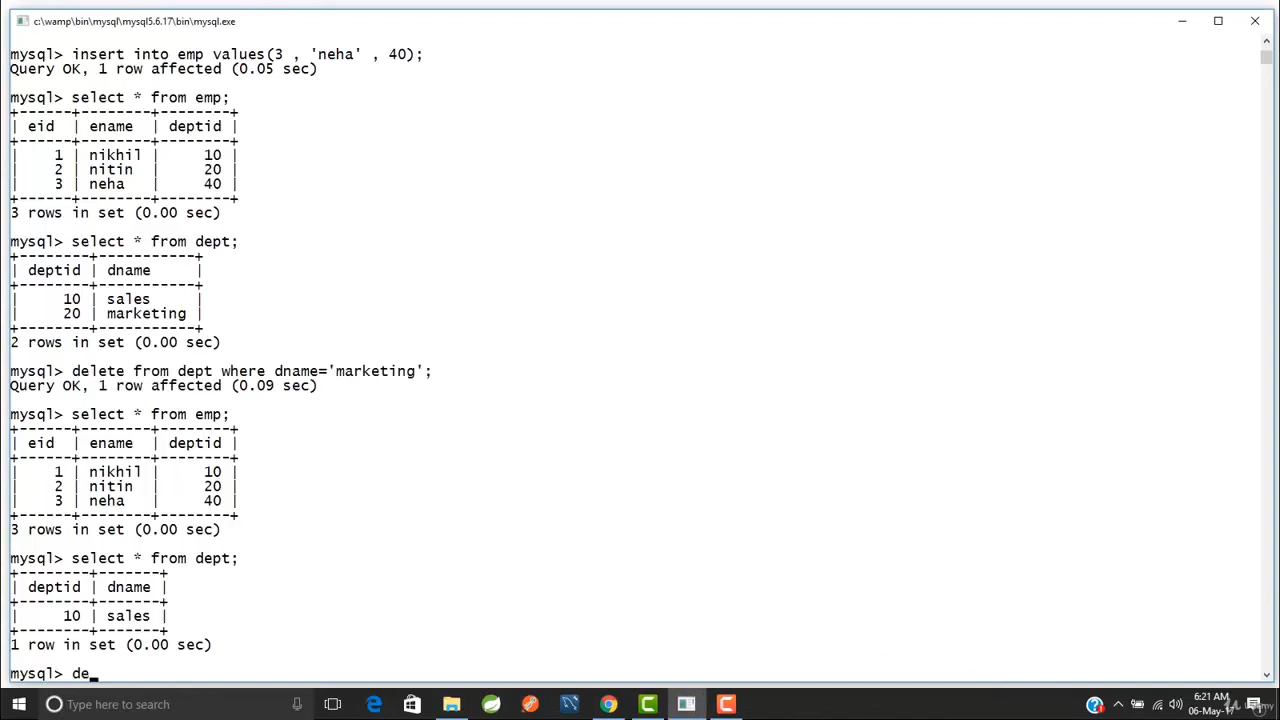 c:\wamp\bin\mysql\mysql5.6.17\bin\mysql.exe
mysql> insert into emp values(3 , 'neha' , 40);
Query OK, 1 row affected (0.05 sec)
mysql> select * from emp;
+------+--------+--------+
| eid  | ename  | deptid |
+------+--------+--------+
|    1 | nikhil |     10 |
|    2 | nitin  |     20 |
|    3 | neha   |     40 |
+------+--------+--------+
3 rows in set (0.00 sec)
mysql> select * from dept;
+--------+-----------+
| deptid | dname     |
+--------+-----------+
|     10 | sales     |
|     20 | marketing |
+--------+-----------+
2 rows in set (0.00 sec)
mysql> delete from dept where dname='marketing';
Query OK, 1 row affected (0.09 sec)
mysql> select * from emp;
+------+--------+--------+
| eid  | ename  | deptid |
+------+--------+--------+
|    1 | nikhil |     10 |
|    2 | nitin  |     20 |
|    3 | neha   |     40 |
+------+--------+--------+
3 rows in set (0.00 sec)
mysql> select * from dept;
+--------+-------+
| deptid | dname |
+--------+-------+
|     10 | sales |
+--------+-------+
1 row in set (0.00 sec)
mysql> de_
Type here to search
6:21 AM
06-May-17